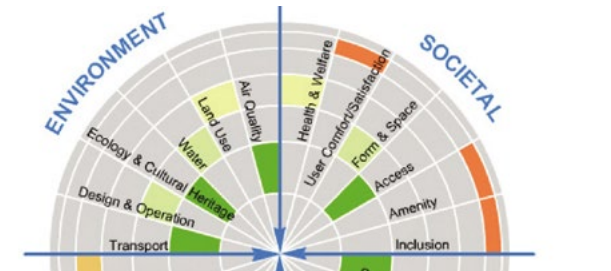 ENVIRONMENT
SOCIETAL
Air Quality
Land Use
Water
Ecology & Cultural Heritage
Design & Operation
Transport
Health & Welfare
User Comfort/Satisfaction
Form & Space
Access
Amenity
Inclusion